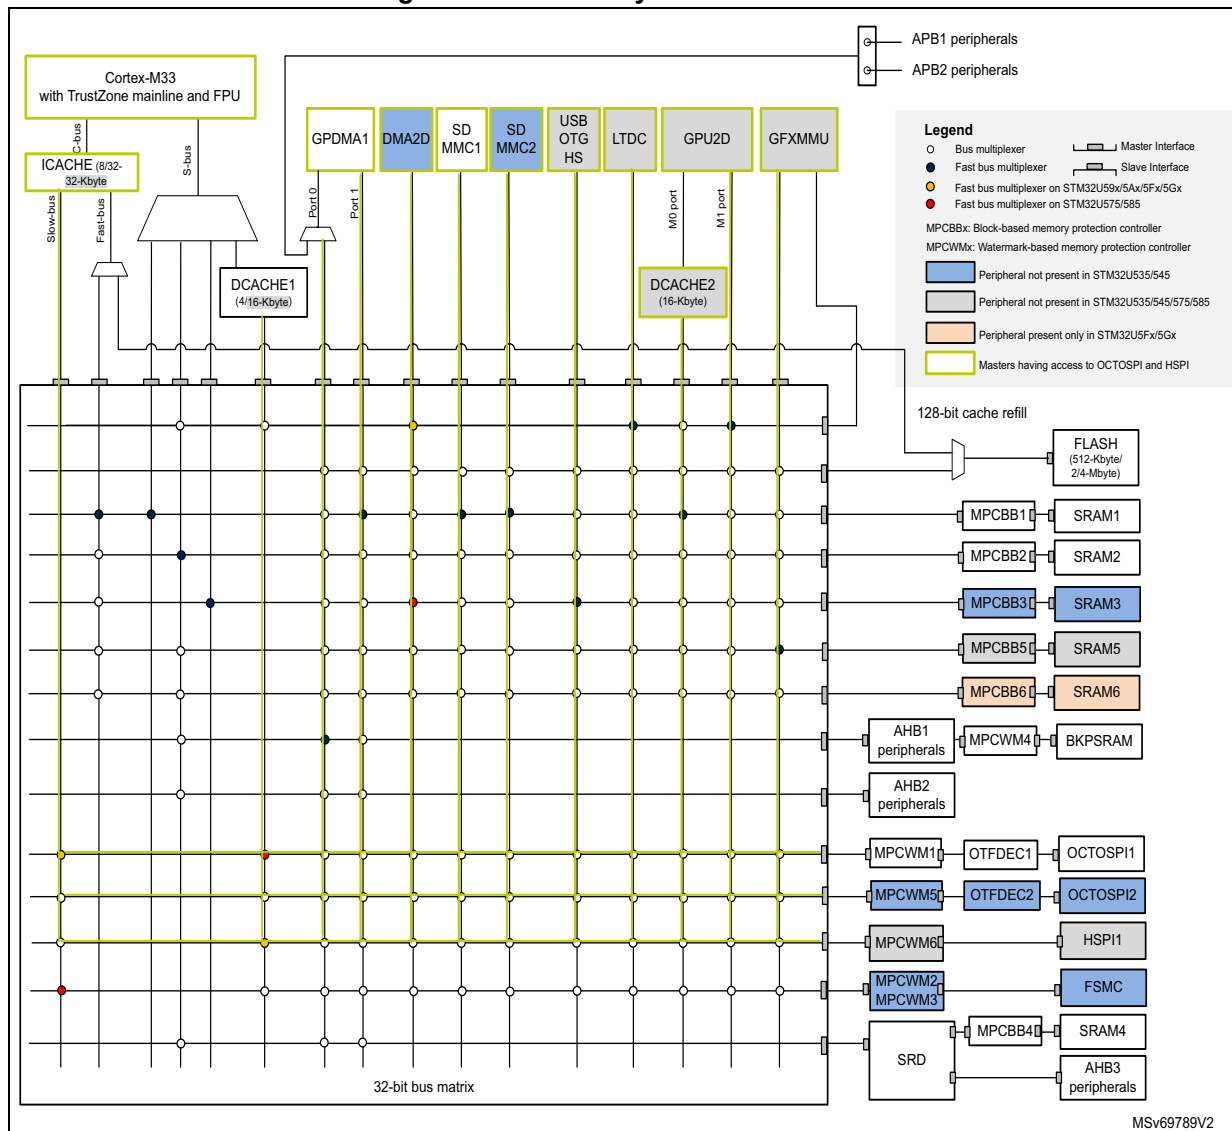 APB1 peripherals
APB2 peripherals
Cortex-M33
with TrustZone mainline and FPU
C-bus
S-bus
ICACHE (8/32-
32-Kbyte
Slow-bus
Fast-bus
GPDMA1
DMA2D
SD
MMC1
SD
MMC2
USB
OTG
HS
LTDC
GPU2D
GFXMMU
Port 0
Port 1
M0 port
M1 port
DCACHE1
(4/16-Kbyte)
DCACHE2
(16-Kbyte)
Legend
Bus multiplexer
Fast bus multiplexer
Fast bus multiplexer on STM32U59x/5Ax/5Fx/5Gx
Fast bus multiplexer on STM32U575/585
Master Interface
Slave Interface
MPCBBx: Block-based memory protection controller
MPCWMx: Watermark-based memory protection controller
Peripheral not present in STM32U535/545
Peripheral not present in STM32U535/545/575/585
Peripheral present only in STM32U5Fx/5Gx
Masters having access to OCTOSPI and HSPI
128-bit cache refill
FLASH
(512-Kbyte/
2/4-Mbyte)
MPCBB1
SRAM1
MPCBB2
SRAM2
MPCBB3
SRAM3
MPCBB5
SRAM5
MPCBB6
SRAM6
AHB1
peripherals
MPCWM4
BKPSRAM
AHB2
peripherals
MPCWM1
OTFDEC1
OCTOSPI1
MPCWM5
OTFDEC2
OCTOSPI2
MPCWM6
HSPI1
MPCWM2
MPCWM3
FSMC
SRD
MPCBB4
SRAM4
AHB3
peripherals
32-bit bus matrix
MSv69789V2